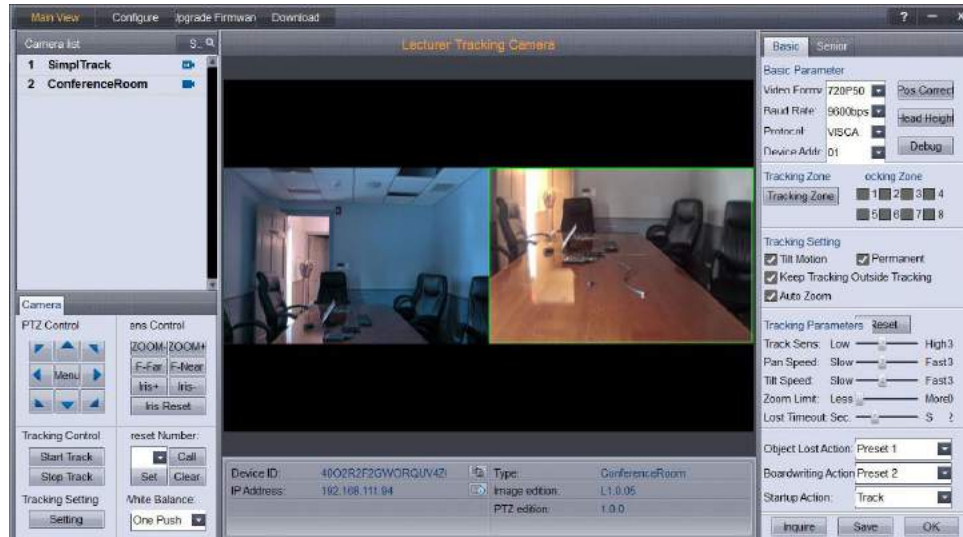 Main View Configure Upgrade Firmwan Download ? – X
Camera list S..
1 SimplTrack
2 ConferenceRoom
Camera
PTZ Control ens Control
ZOOM- ZOOM+
F-Far F-Near
Menu
Iris+ Iris-
Iris Reset
Tracking Control reset Number:
Start Track Call
Stop Track Set Clear
Tracking Setting White Balance:
Setting One Push
Lecturer Tracking Camera
Device ID: Type: ConferenceRoom
IP Address: 192.168.111.94 Image edition: L1.0.05
PTZ edition: 1.0.0
Basic Senior
Basic Parameter
Video Forma 720P50 Pos Correct
Baud Rate: 9600bps Head Height
Protocal: VISCA
Device Addr: 01 Debug
Tracking Zone ocking Zone
Tracking Zone 1 2 3 4
5 6 7 8
Tracking Setting
Tilt Motion Permanent
Keep Tracking Outside Tracking
Auto Zoom
Tracking Parameters Reset
Track Sens: Low High 3
Pan Speed: Slow Fast 3
Tilt Speed: Slow Fast 3
Zoom Limit: Less More 0
Lost Timeout: Sec. S
Object Lost Action: Preset 1
Boardwriting Action Preset 2
Startup Action: Track
Inquire Save OK